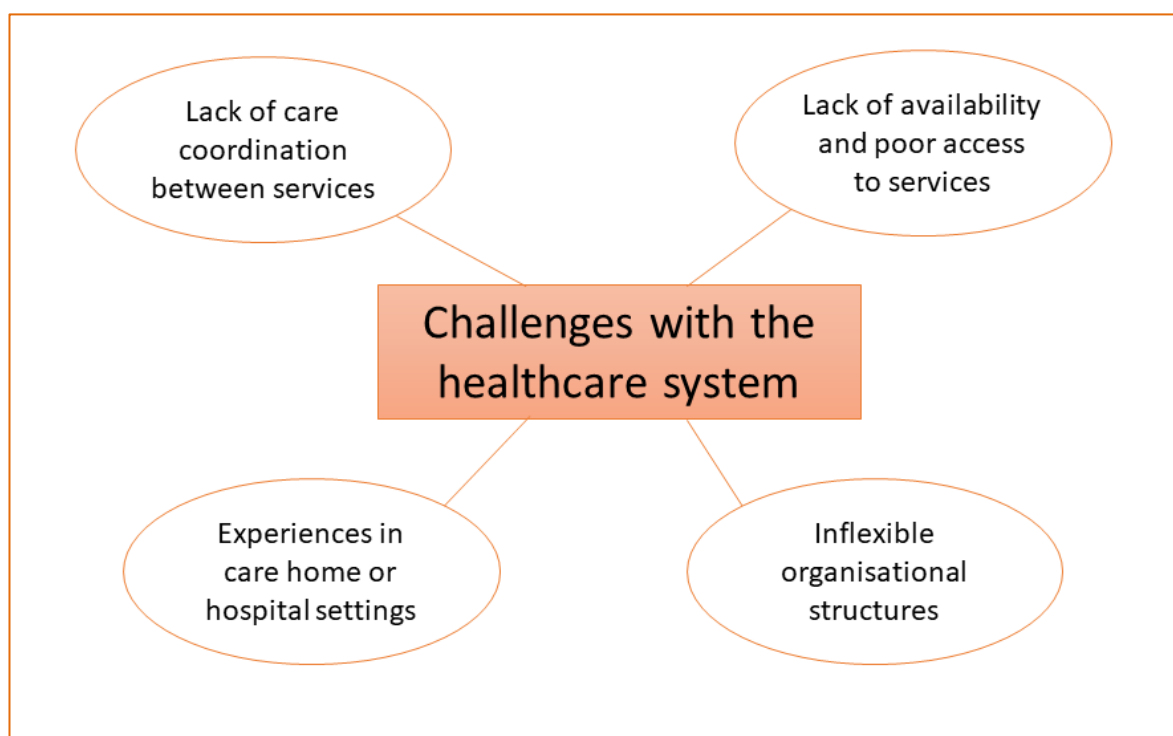 Lack of care
coordination
between services
Lack of availability
and poor access
to services
Challenges with the
healthcare system
Experiences in
care home or
hospital settings
Inflexible
organisational
structures